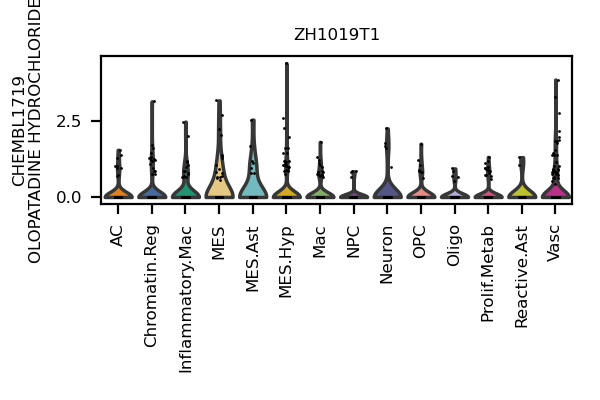 ZH1019T1
CHEMBL1719
OLOPATADINE HYDROCHLORIDE
2.5
0.0
AC
Chromatin.Reg
Inflammatory.Mac
MES
MES.Ast
MES.Hyp
Mac
NPC
Neuron
OPC
Oligo
Prolif.Metab
Reactive.Ast
Vasc